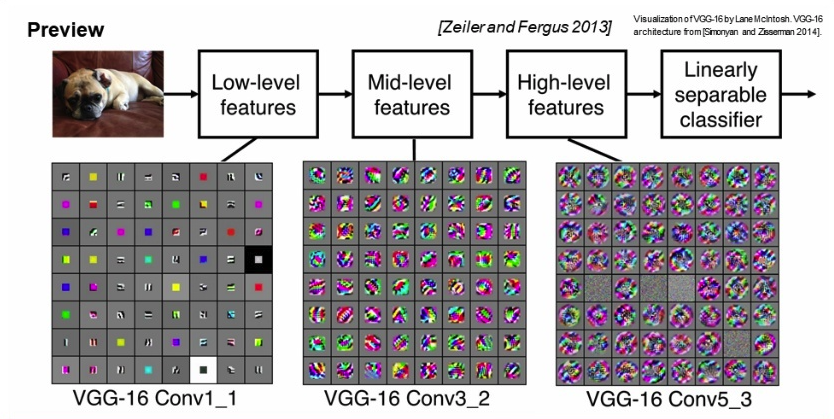 Preview
[Zeiler and Fergus 2013]
Visualization of VGG-16 by Lane McIntosh. VGG-16
architecture from [Simonyan and Zisserman 2014].
Low-level
features
Mid-level
features
High-level
features
Linearly
separable
classifier
VGG-16 Conv1_1
VGG-16 Conv3_2
VGG-16 Conv5_3